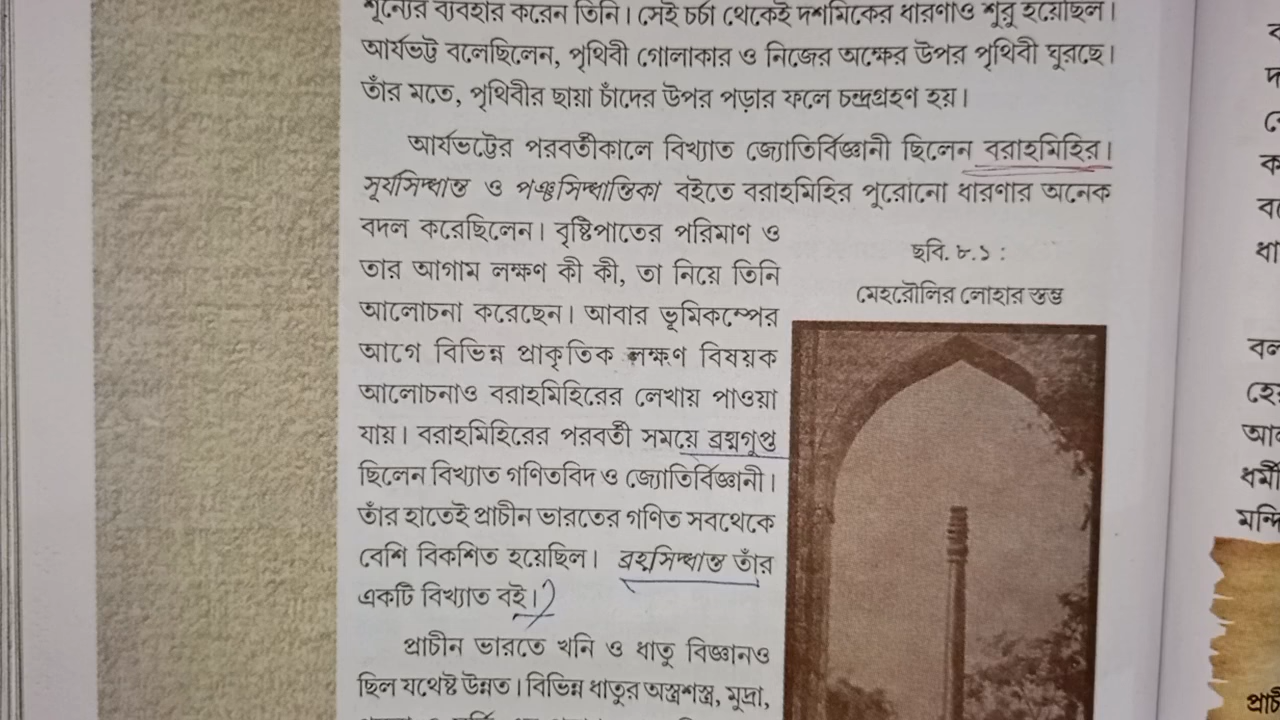 শূন্যের ব্যবহার করেন তিনি। সেই চর্চা থেকেই দশমিকের ধারণাও শুরু হয়েছিল।
আর্যভট্ট বলেছিলেন, পৃথিবী গোলাকার ও নিজের অক্ষের উপর পৃথিবী ঘুরছে।
তাঁর মতে, পৃথিবীর ছায়া চাঁদের উপর পড়ার ফলে চন্দ্রগ্রহণ হয়।
আর্যভট্টের পরবর্তীকালে বিখ্যাত জ্যোতির্বিজ্ঞানী ছিলেন বরাহমিহির।
সূর্যসিদ্ধান্ত ও পঞ্চসিদ্ধান্তিকা বইতে বরাহমিহির পুরোনো ধারণার অনেক
বদল করেছিলেন। বৃষ্টিপাতের পরিমাণ ও
তার আগাম লক্ষণ কী কী, তা নিয়ে তিনি
আলোচনা করেছেন। আবার ভূমিকম্পের
আগে বিভিন্ন প্রাকৃতিক লক্ষণ বিষয়ক
আলোচনাও বরাহমিহিরের লেখায় পাওয়া
যায়। বরাহমিহিরের পরবর্তী সময়ে ব্রহ্মগুপ্ত
ছিলেন বিখ্যাত গণিতবিদ ও জ্যোতির্বিজ্ঞানী।
তাঁর হাতেই প্রাচীন ভারতের গণিত সবথেকে
বেশি বিকশিত হয়েছিল। ব্রহ্মসিদ্ধান্ত তাঁর
একটি বিখ্যাত বই।
প্রাচীন ভারতে খনি ও ধাতু বিজ্ঞানও
ছিল যথেষ্ট উন্নত। বিভিন্ন ধাতুর অস্ত্রশস্ত্র, মুদ্রা,
ছবি. ৮.১ :
মেহরৌলির লোহার স্তম্ভ